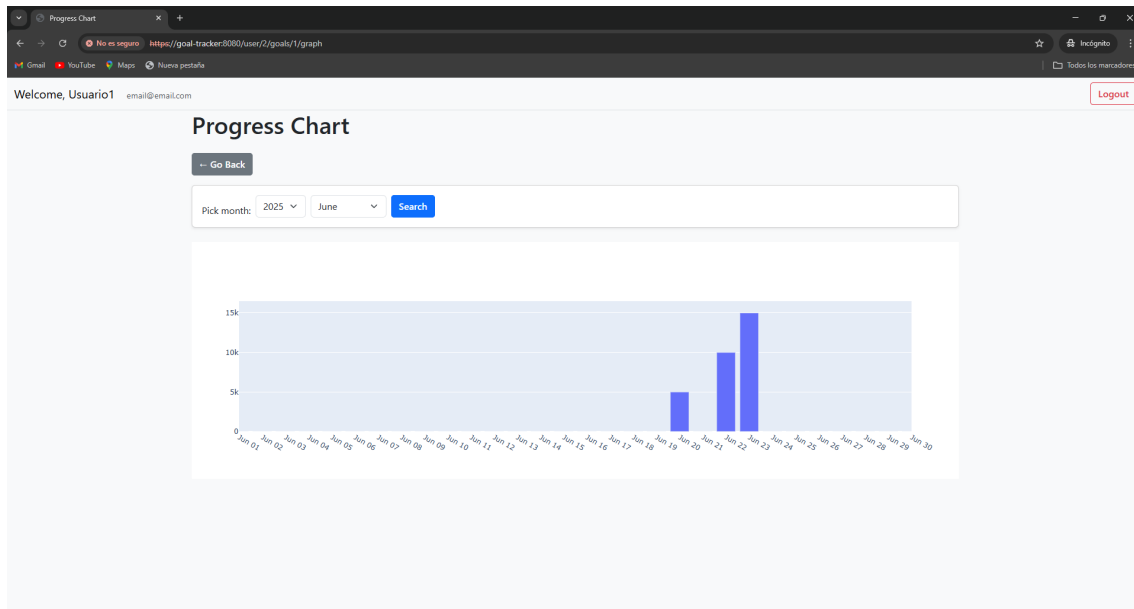 Progress Chart
No es seguro https://goal-tracker:8080/user/2/goals/1/graph Incógnito
Gmail YouTube Maps Nueva pestaña Todos los marcadores
Welcome, Usuario1 email@email.com Logout
Progress Chart
← Go Back
Pick month: 2025 June Search
15k
10k
5k
0
Jun 01 Jun 02 Jun 03 Jun 04 Jun 05 Jun 06 Jun 07 Jun 08 Jun 09 Jun 10 Jun 11 Jun 12 Jun 13 Jun 14 Jun 15 Jun 16 Jun 17 Jun 18 Jun 19 Jun 20 Jun 21 Jun 22 Jun 23 Jun 24 Jun 25 Jun 26 Jun 27 Jun 28 Jun 29 Jun 30